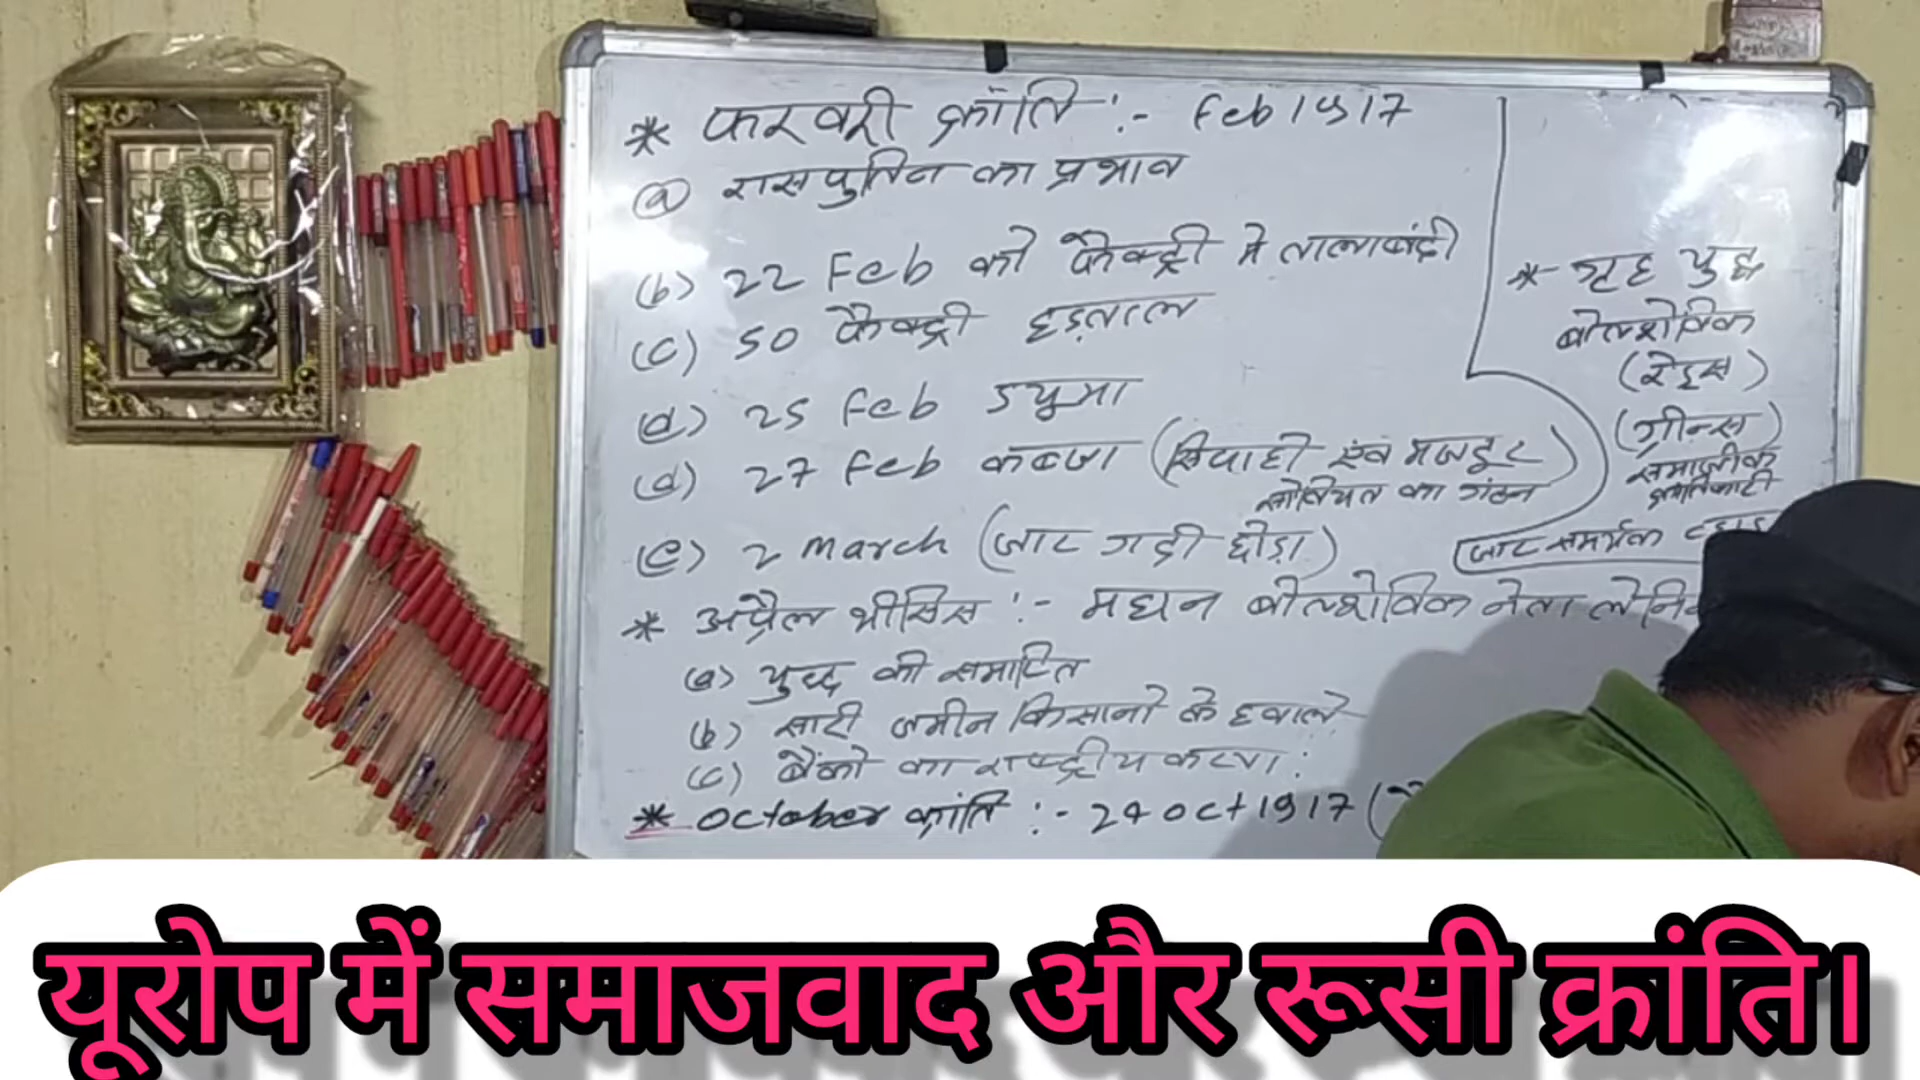 * फरवरी क्रांति :- Feb 1917
(a) रासपुतिन का प्रभाव
(b) 22 Feb को फैक्ट्री मे तालाबंदी
(c) 50 फैक्ट्री हड़ताल
(d) 25 Feb ड्युमा
(d) 27 Feb कब्जा (सिपाही एवं मजदूर)
सोवियत का गठन
(e) 2 March (जार गद्दी छोड़ा)
* अप्रैल थीसिस :- महान बोल्शेविक नेता लेनिन
(a) युद्ध की समाप्ति
(b) सारी जमीन किसानो के हवाले
(c) बैंको का राष्ट्रीय करण :
* October क्रांति :- 24 Oct 1917 (
* गृह युद्ध
बोल्शेविक
(रेड्स)
(ग्रीन्स)
समाजीक
क्रांतिकारी
जार समर्थक
यूरोप में समाजवाद और रूसी क्रांति।